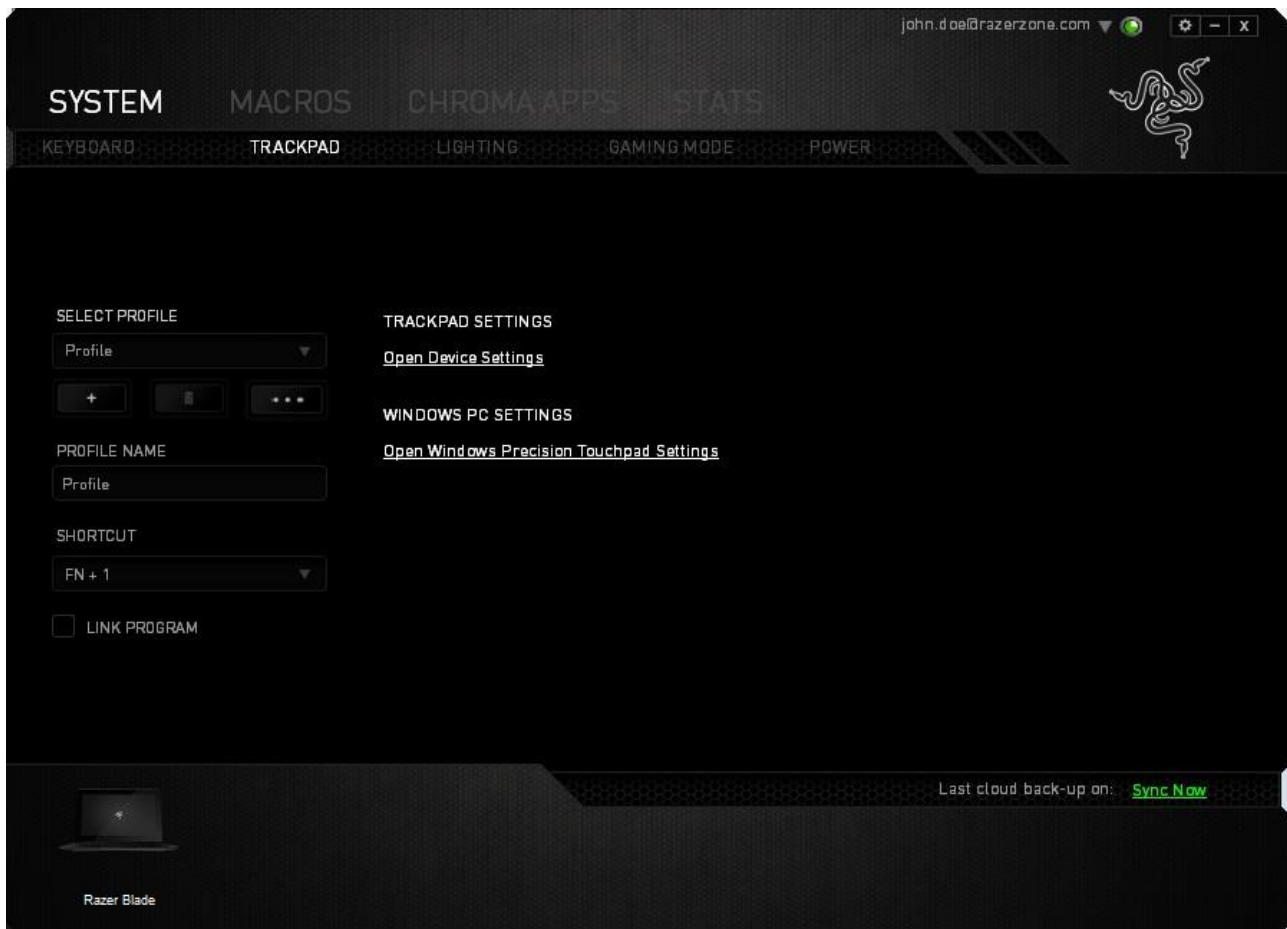 john.doe@razerzone.com
SYSTEM MACROS CHROMA APPS STATS
KEYBOARD TRACKPAD LIGHTING GAMING MODE POWER
SELECT PROFILE
Profile
PROFILE NAME
Profile
SHORTCUT
FN + 1
LINK PROGRAM
TRACKPAD SETTINGS
Open Device Settings
WINDOWS PC SETTINGS
Open Windows Precision Touchpad Settings
Last cloud back-up on: Sync Now
Razer Blade